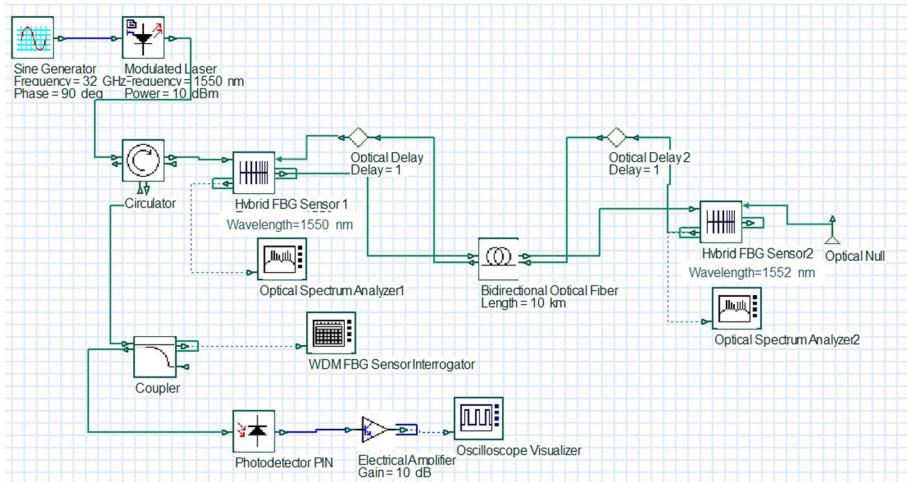 Sine Generator
Frequency = 32 GHz
Phase = 90 deg
Modulated Laser
Frequency = 1550 nm
Power = 10 dBm
Optical Delay
Delay = 1
Optical Delay 2
Delay = 1
Circulator
Hybrid FBG Sensor 1
Wavelength=1550 nm
Hybrid FBG Sensor2
Wavelength=1552 nm
Optical Null
Optical Spectrum Analyzer1
Bidirectional Optical Fiber
Length = 10 km
Optical Spectrum Analyzer2
WDM FBG Sensor Interrogator
Coupler
Photodetector PIN
Electrical Amplifier
Gain = 10 dB
Oscilloscope Visualizer